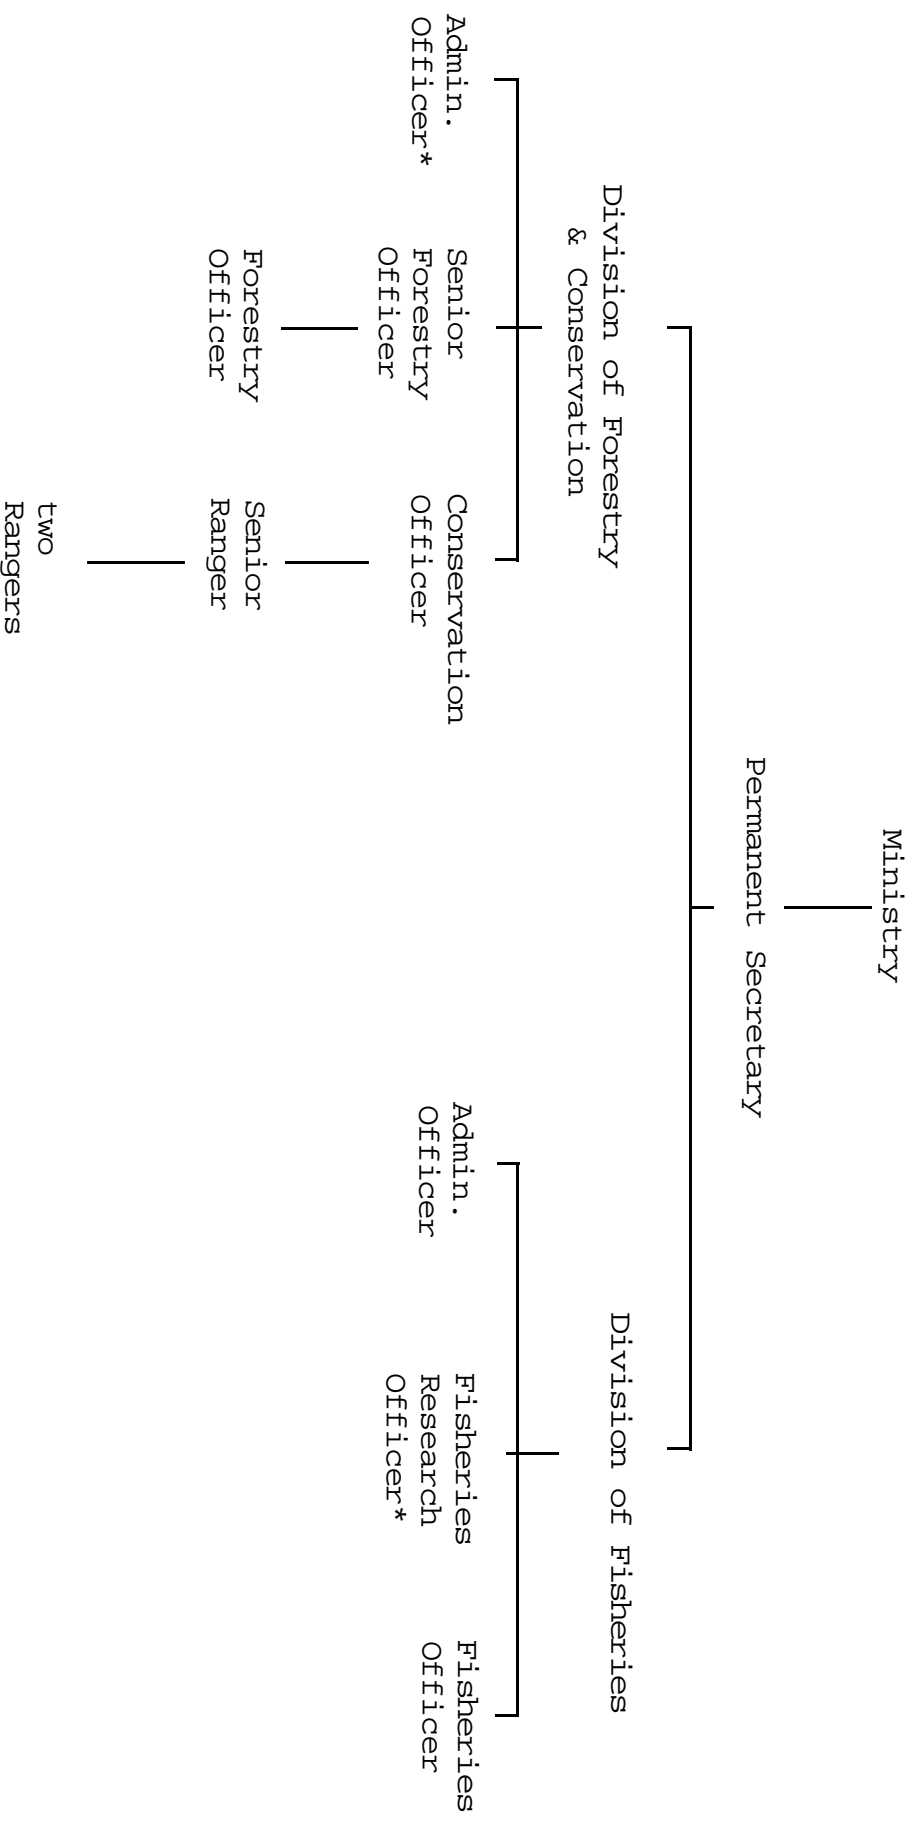 Ministry
Permanent Secretary
Division of Forestry
& Conservation
Division of Fisheries
Admin.
Officer*
Senior
Forestry
Officer
Conservation
Officer
Admin.
Officer
Fisheries
Research
Officer*
Fisheries
Officer
Forestry
Officer
Senior
Ranger
two
Rangers